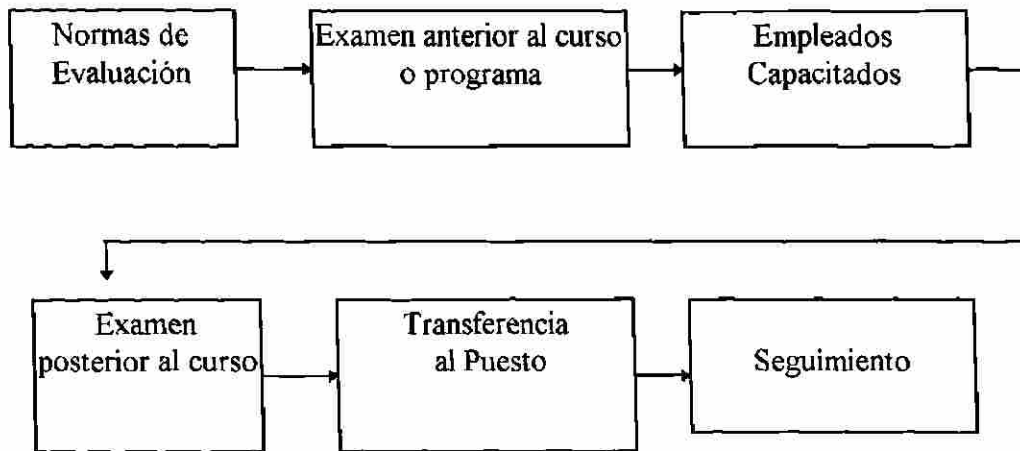 Normas de
Evaluación
Examen anterior al curso
o programa
Empleados
Capacitados
Examen
posterior al curso
Transferencia
al Puesto
Seguimiento